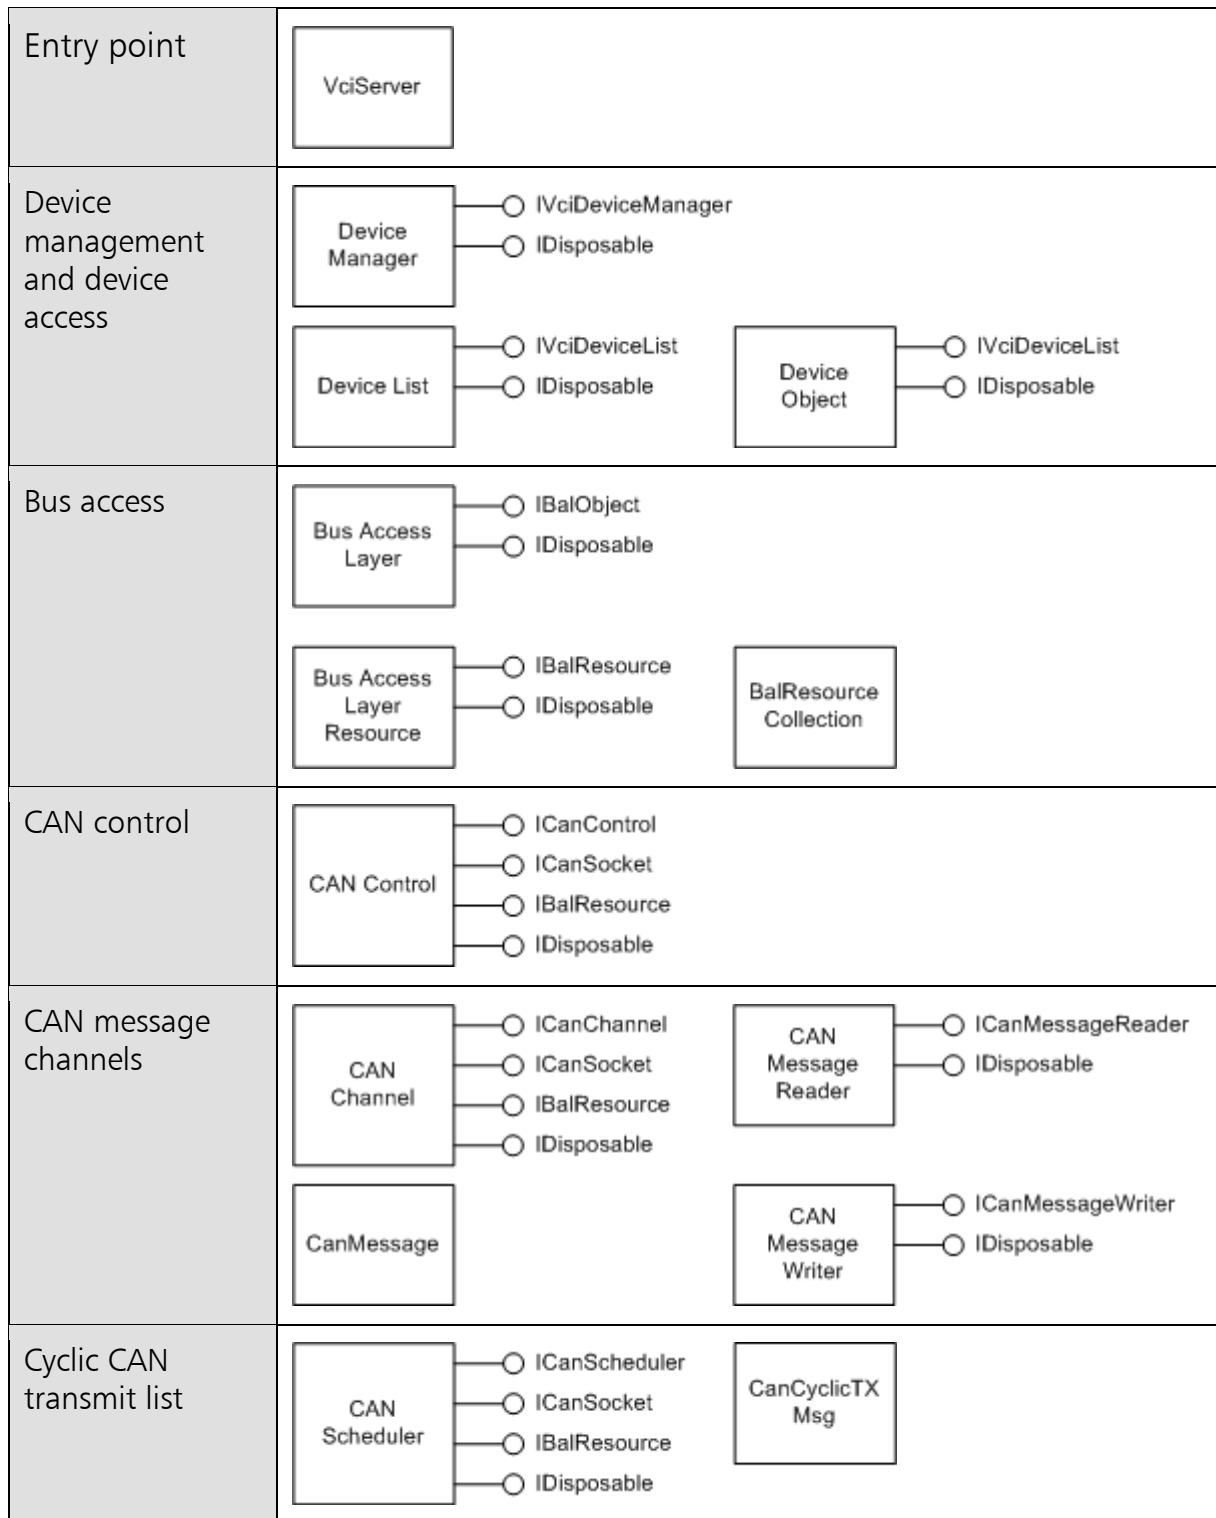 Entry point
VciServer
Device
management
and device
access
Device
Manager
IVciDeviceManager
IDisposable
Device List
IVciDeviceList
IDisposable
Device
Object
IVciDeviceList
IDisposable
Bus access
Bus Access
Layer
IBalObject
IDisposable
Bus Access
Layer
Resource
IBalResource
IDisposable
BalResource
Collection
CAN control
CAN Control
ICanControl
ICanSocket
IBalResource
IDisposable
CAN message
channels
CAN
Channel
ICanChannel
ICanSocket
IBalResource
IDisposable
CAN
Message
Reader
ICanMessageReader
IDisposable
CanMessage
CAN
Message
Writer
ICanMessageWriter
IDisposable
Cyclic CAN
transmit list
CAN
Scheduler
ICanScheduler
ICanSocket
IBalResource
IDisposable
CanCyclicTX
Msg